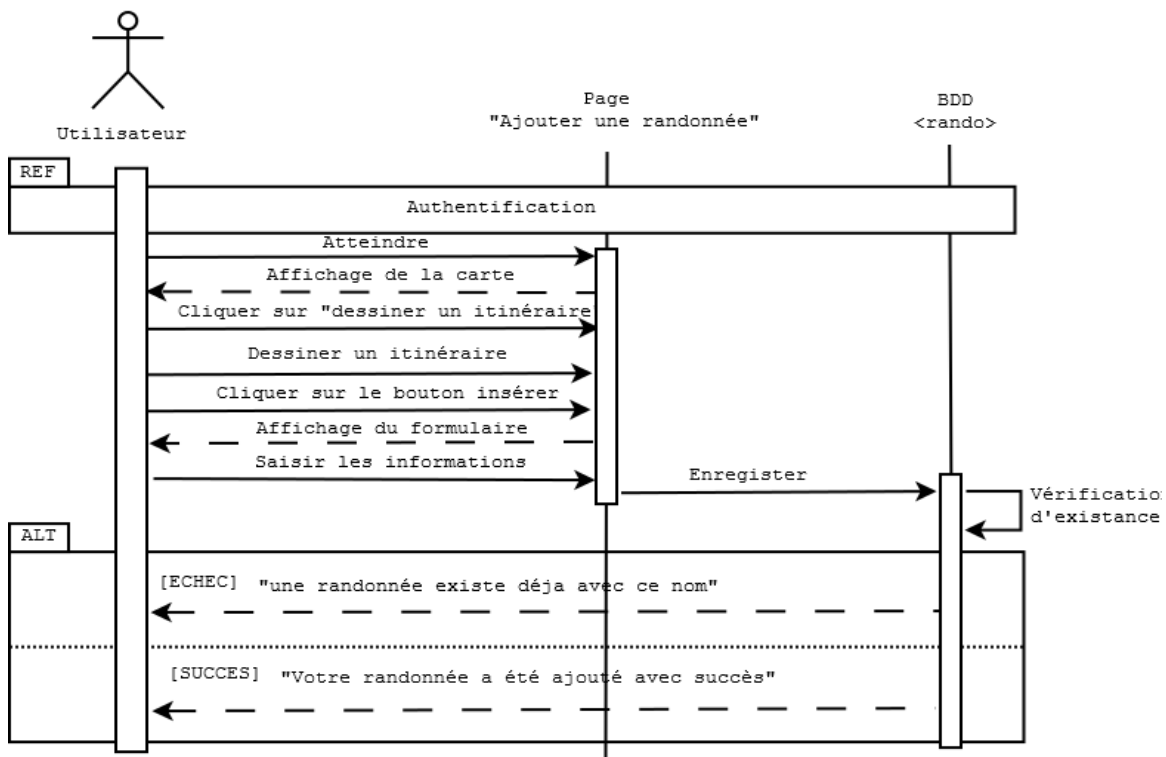 Utilisateur
Page
"Ajouter une randonnée"
BDD
<rando>
REF
Authentification
Atteindre
Affichage de la carte
Cliquer sur "dessiner un itinéraire"
Dessiner un itinéraire
Cliquer sur le bouton insérer
Affichage du formulaire
Saisir les informations
Enregister
Vérification
d'existance
ALT
[ECHEC] "une randonnée existe déja avec ce nom"
[SUCCES] "Votre randonnée a été ajouté avec succès"